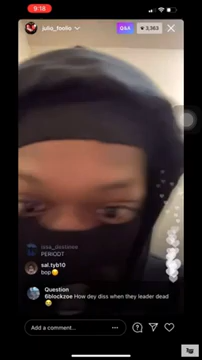 9:18
julio_foolio
Q&A
3,363
PERIODT
sal.tyb10
bop😳
Question
6blockzoe How dey diss when they leader dead
😳
Add a comment...